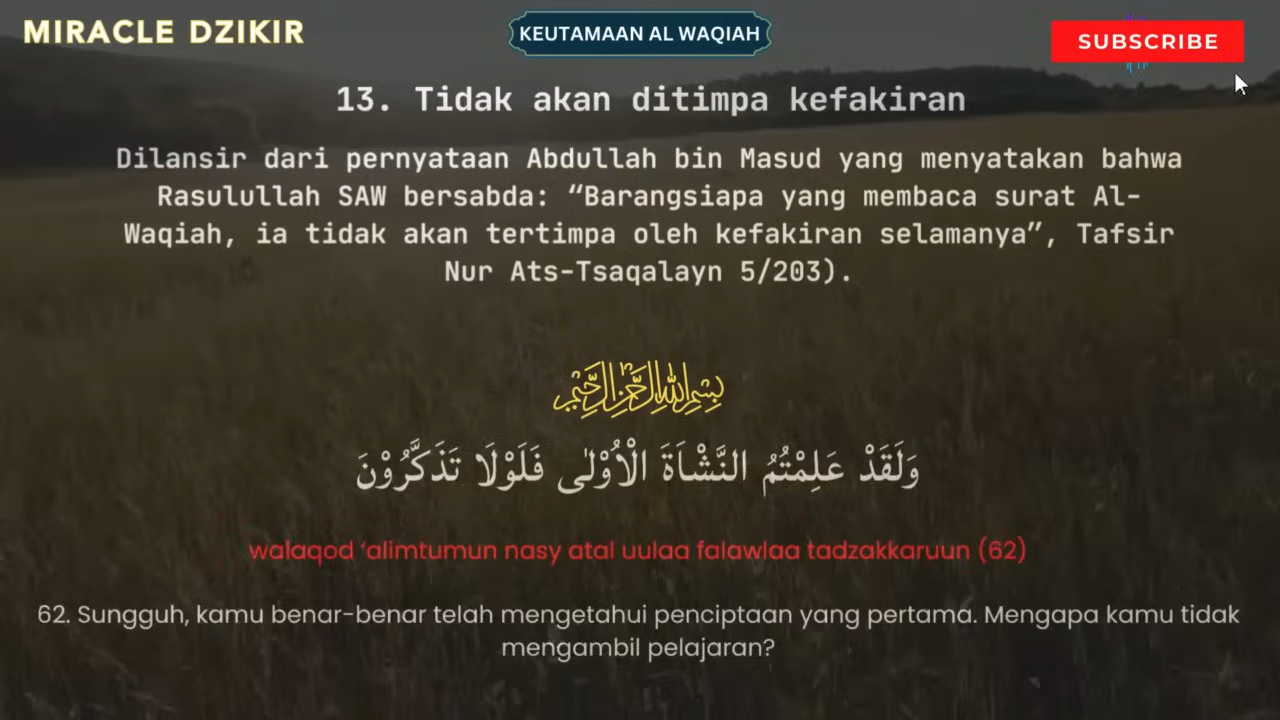 MIRACLE DZIKIR
KEUTAMAAN AL WAQIAH
SUBSCRIBE
13. Tidak akan ditimpa kefakiran
Dilansir dari pernyataan Abdullah bin Masud yang menyatakan bahwa
Rasulullah SAW bersabda: “Barangsiapa yang membaca surat Al-
Waqiah, ia tidak akan tertimpa oleh kefakiran selamanya”, Tafsir
Nur Ats-Tsaqalayn 5/203).
بِسْمِ اللهِ الرَّحْمٰنِ الرَّحِيْمِ
وَلَقَدْ عَلِمْتُمُ النَّشْاَةَ الْاُوْلٰى فَلَوْلَا تَذَكَّرُوْنَ
walaqod ‘alimtumun nasy atal uulaa falawlaa tadzakkaruun (62)
62. Sungguh, kamu benar-benar telah mengetahui penciptaan yang pertama. Mengapa kamu tidak
mengambil pelajaran?